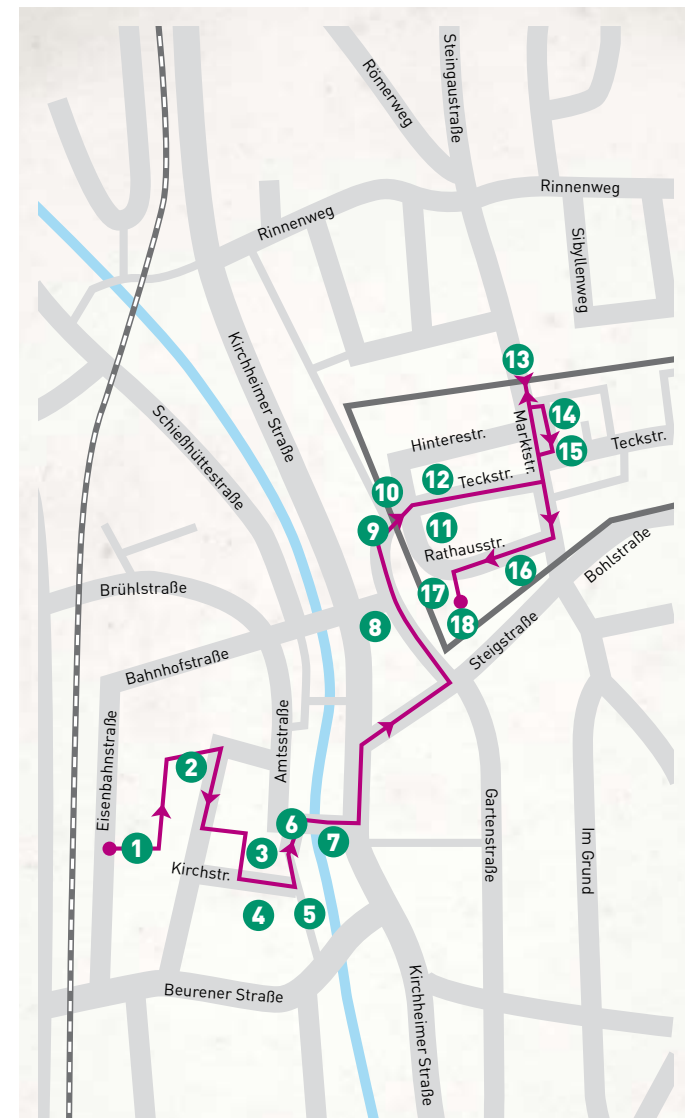 Römerweg
Steingaustraße
Rinnenweg
Rinnenweg
Sibyllenweg
Kirchheimer Straße
Schießhüttestraße
13
Marktstr.
14
Hinterestr.
15
Teckstr.
12
Teckstr.
10
9
11
Rathausstr.
16
Bohlstraße
17
18
Brühlstraße
8
Steigstraße
Bahnhofstraße
Amtsstraße
Eisenbahnstraße
2
Gartenstraße
Im Grund
6
7
1
3
Kirchstr.
4
5
Beurener Straße
Kirchheimer Straße